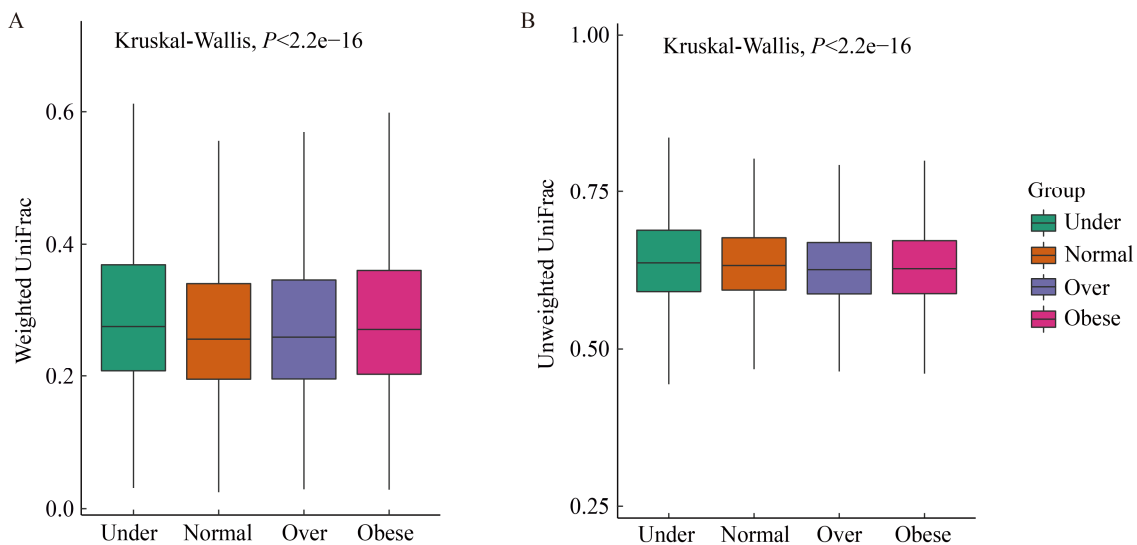 A
Kruskal-Wallis, P<2.2e−16
Weighted UniFrac
0.6
0.4
0.2
0.0
Under Normal Over Obese
B
Kruskal-Wallis, P<2.2e−16
Unweighted UniFrac
1.00
0.75
0.50
0.25
Under Normal Over Obese
Group
Under
Normal
Over
Obese